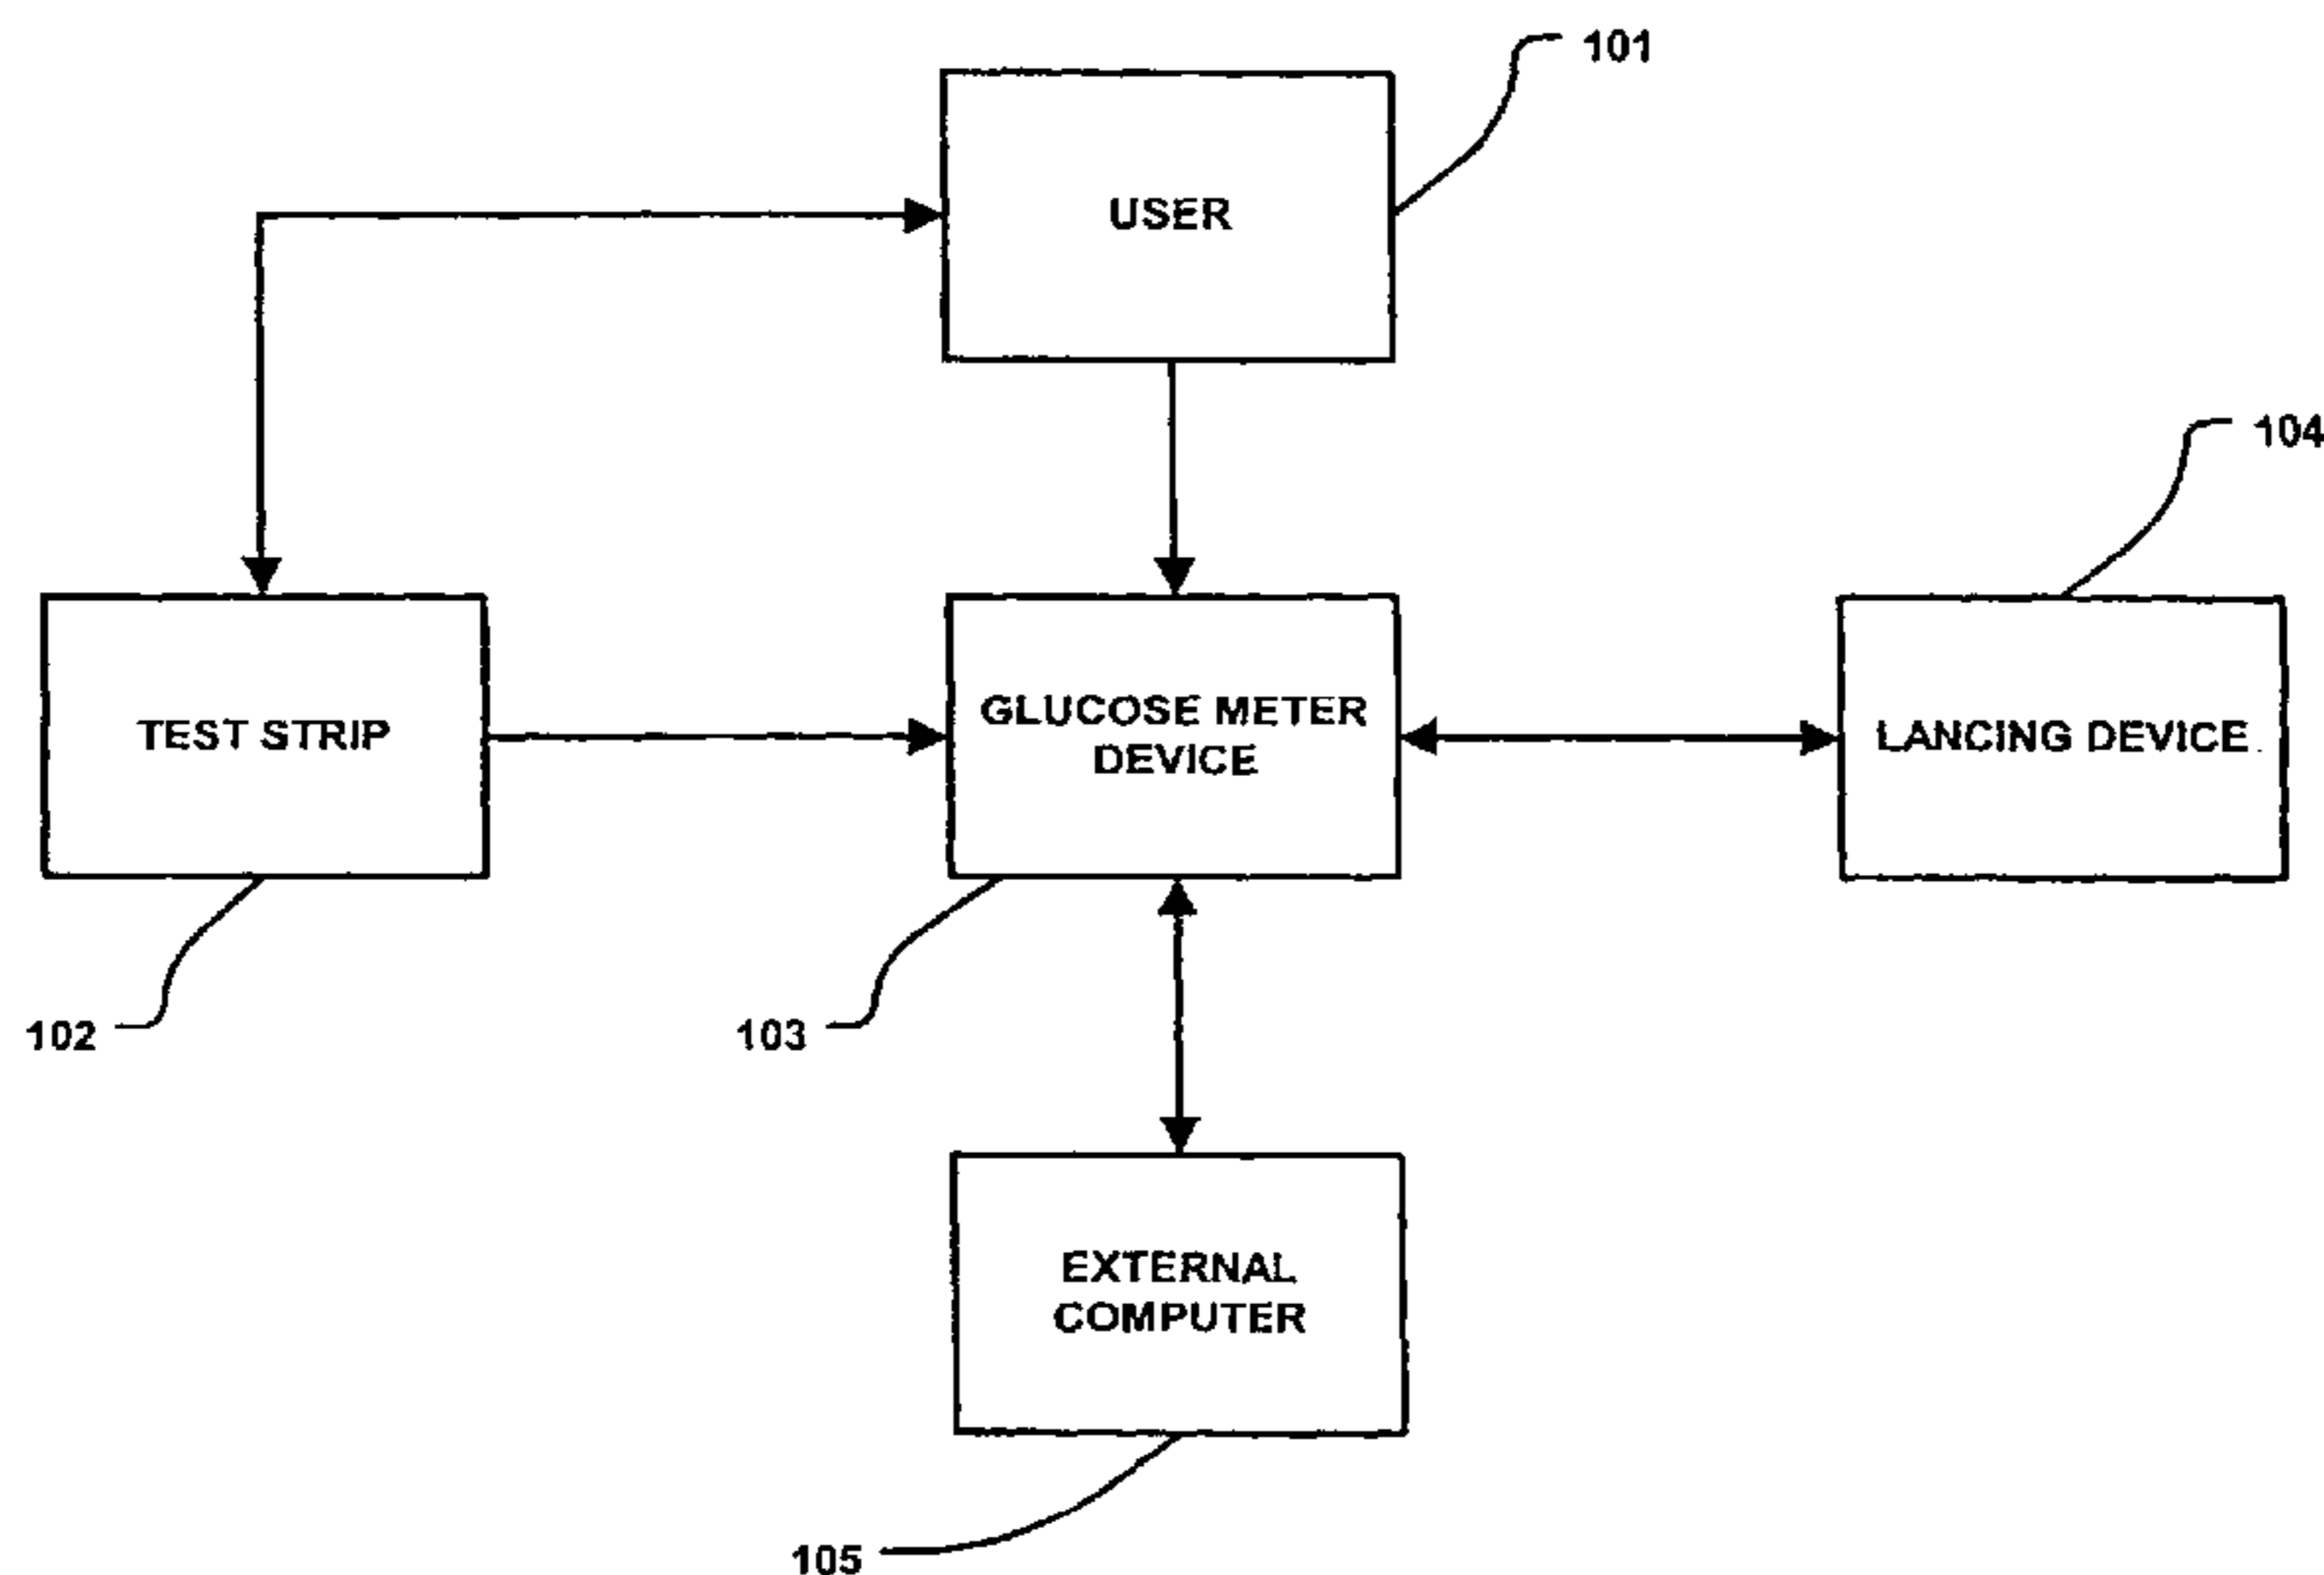 101
USER
104
TEST STRIP
GLUCOSE METER
DEVICE
LANCING DEVICE
102
103
EXTERNAL
COMPUTER
105